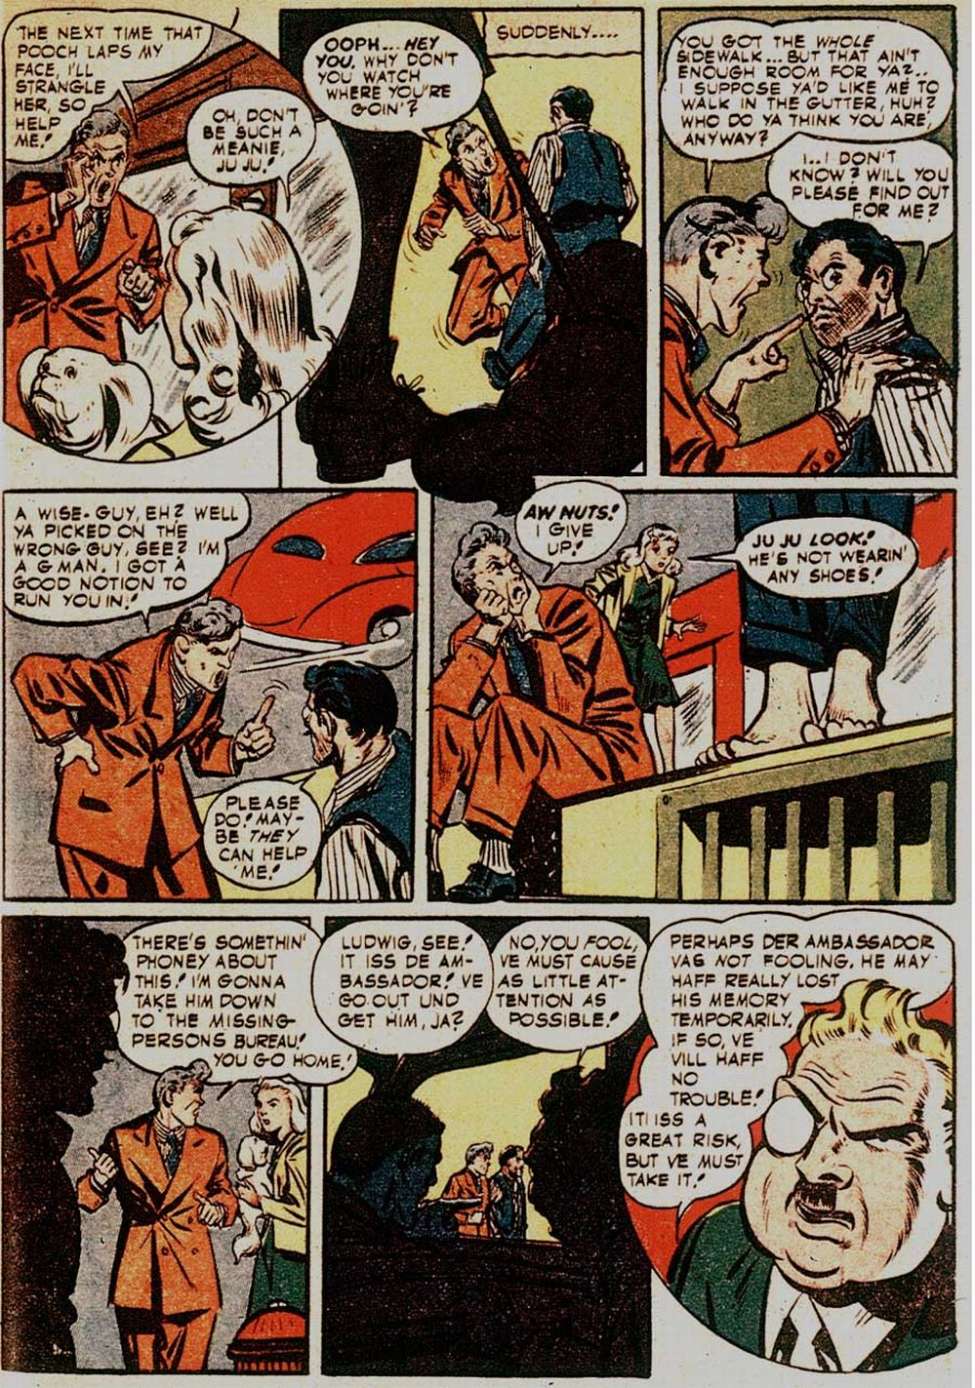 THE NEXT TIME THAT
POOCH LAPS MY
FACE, I'LL
STRANGLE
HER, SO
HELP
ME!
OH, DON'T
BE SUCH A
MEANIE,
JU JU!
OOPH... HEY
YOU, WHY DON'T
YOU WATCH
WHERE YOU'RE
GOIN'?
SUDDENLY....
YOU GOT THE WHOLE
SIDEWALK... BUT THAT AIN'T
ENOUGH ROOM FOR YA?..
I SUPPOSE YA'D LIKE ME TO
WALK IN THE GUTTER, HUH?
WHO DO YA THINK YOU ARE,
ANYWAY?
I..I DON'T
KNOW? WILL YOU
PLEASE FIND OUT
FOR ME?
A WISE-GUY, EH? WELL
YA PICKED ON THE
WRONG GUY, SEE? I'M
A G MAN. I GOT A
GOOD NOTION TO
RUN YOU IN!
PLEASE
DO! MAY-
BE THEY
CAN HELP
ME!
AW NUTS!
I GIVE
UP!
JU JU LOOK!
HE'S NOT WEARIN'
ANY SHOES!
THERE'S SOMETHIN'
PHONEY ABOUT
THIS! I'M GONNA
TAKE HIM DOWN
TO THE MISSING-
PERSONS BUREAU!
YOU GO HOME!
LUDWIG, SEE!
IT ISS DE AM-
BASSADOR! VE
GO OUT UND
GET HIM, JA?
NO, YOU FOOL,
VE MUST CAUSE
AS LITTLE AT-
TENTION AS
POSSIBLE!
PERHAPS DER AMBASSADOR
VAS NOT FOOLING. HE MAY
HAFF REALLY LOST
HIS MEMORY
TEMPORARILY.
IF SO, VE
VILL HAFF
NO
TROUBLE!
IT ISS A
GREAT RISK,
BUT VE MUST
TAKE IT!